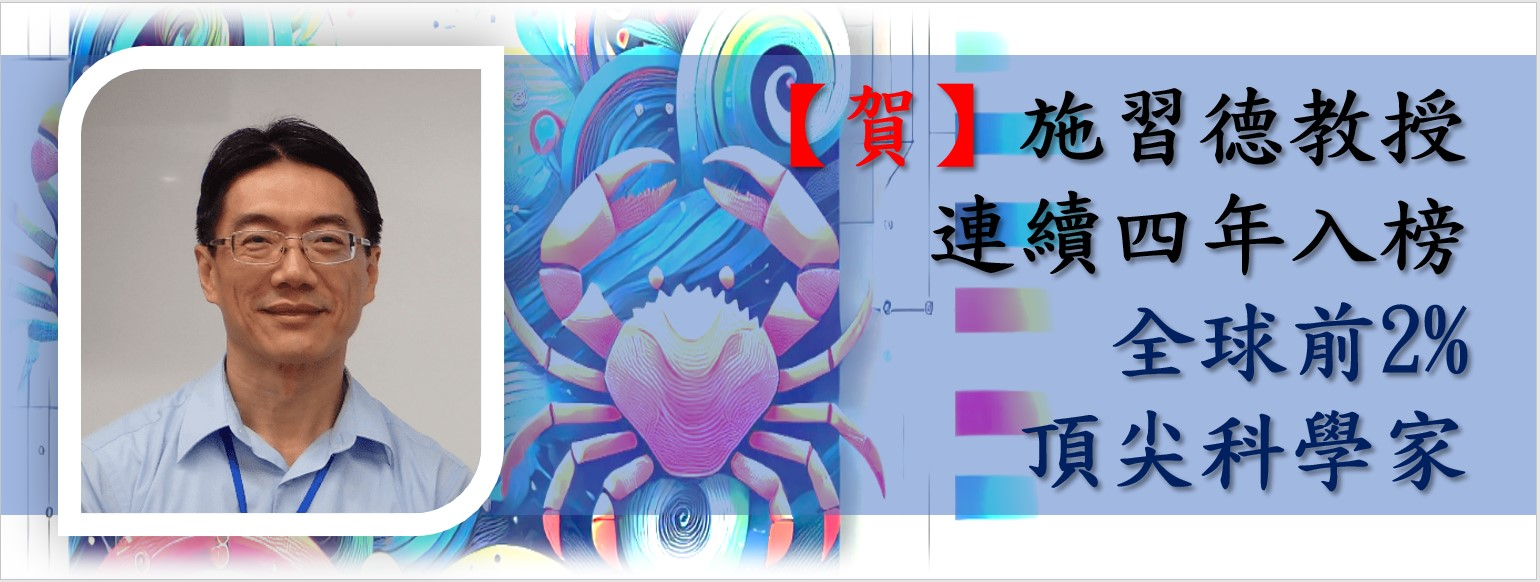 【賀】施習德教授
連續四年入榜
全球前2%
頂尖科學家